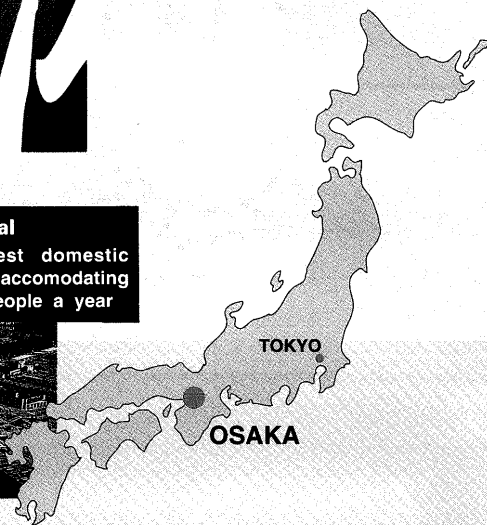 al
est domestic
accomodating
eople a year
TOKYO
OSAKA